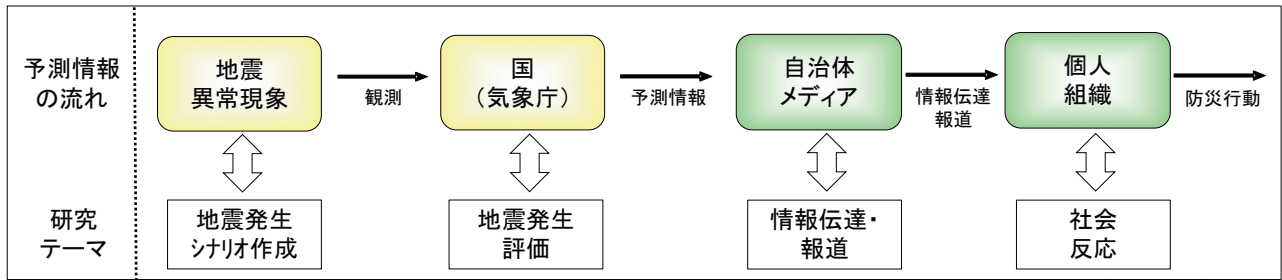 予測情報
の流れ
地震
異常現象
観測
国
（気象庁）
予測情報
自治体
メディア
情報伝達
報道
個人
組織
防災行動
研究
テーマ
地震発生
シナリオ作成
地震発生
評価
情報伝達・
報道
社会
反応